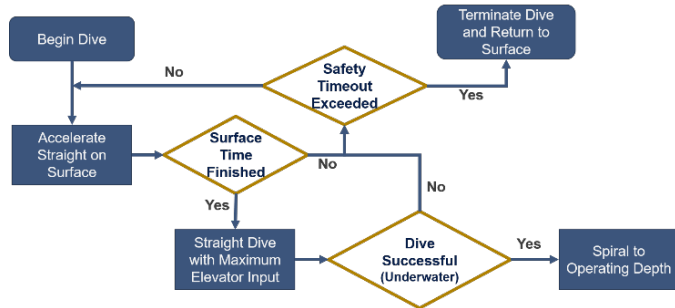 Begin Dive
Terminate Dive
and Return to
Surface
No
Safety
Timeout
Exceeded
Yes
Accelerate
Straight on
Surface
Surface
Time
Finished
No
No
Yes
Straight Dive
with Maximum
Elevator Input
Dive
Successful
(Underwater)
Yes
Spiral to
Operating Depth